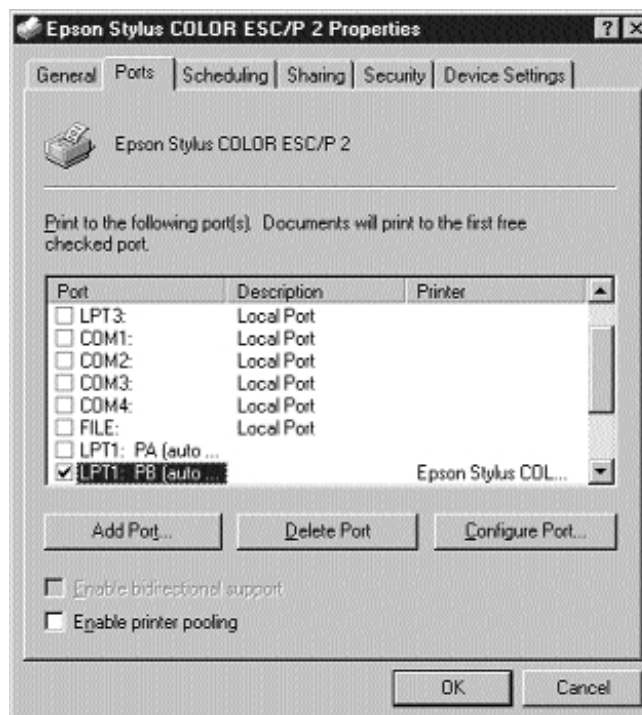 Epson Stylus COLOR ESC/P 2 Properties
General Ports Scheduling Sharing Security Device Settings
Epson Stylus COLOR ESC/P 2
Print to the following port(s). Documents will print to the first free
checked port.
Port Description Printer
LPT3: Local Port
COM1: Local Port
COM2: Local Port
COM3: Local Port
COM4: Local Port
FILE: Local Port
LPT1: PA (auto ...
LPT1: PB (auto ... Epson Stylus COL...
Add Port... Delete Port Configure Port...
Enable bidirectional support
Enable printer pooling
OK Cancel